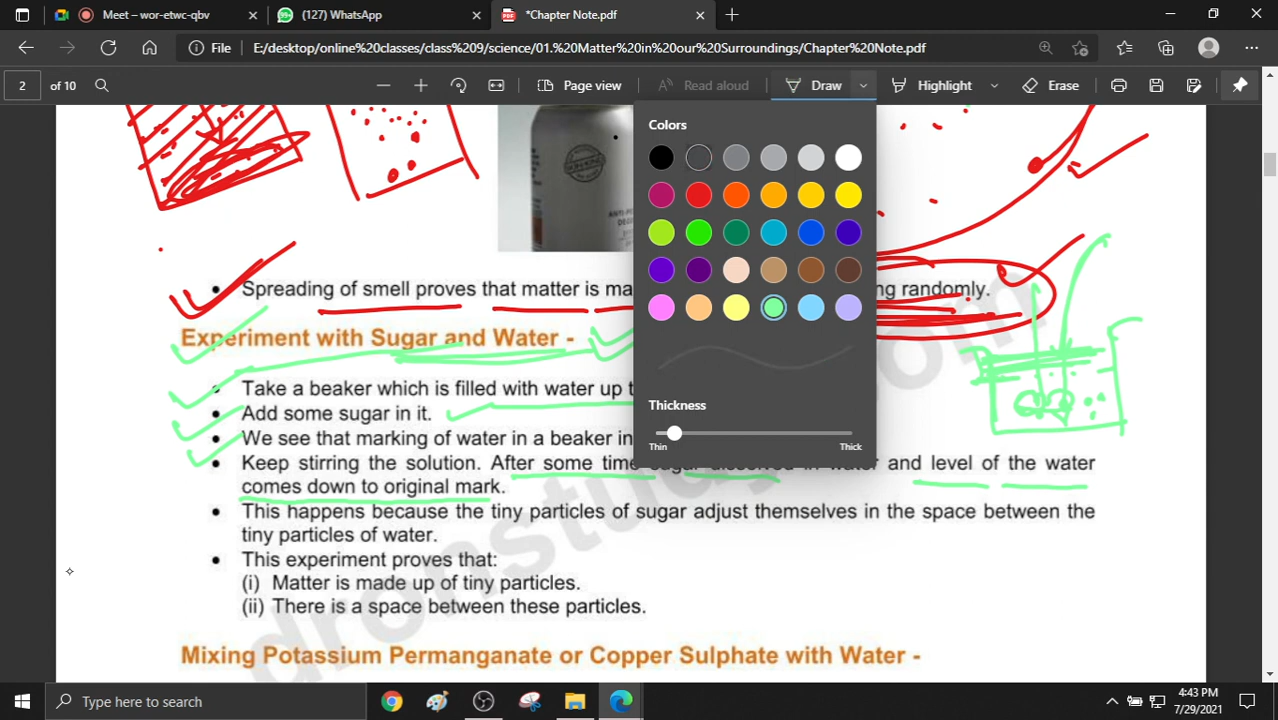 Meet – wor-etwc-qbv
(127) WhatsApp
*Chapter Note.pdf
File
E:/desktop/online%20classes/class%209/science/01.%20Matter%20in%20our%20Surroundings/Chapter%20Note.pdf
2 of 10
Page view
Read aloud
Draw
Highlight
Erase
Colors
Thickness
Thin
Thick
• Spreading of smell proves that matter is ma
ng randomly.
Experiment with Sugar and Water -
• Take a beaker which is filled with water up t
• Add some sugar in it.
• We see that marking of water in a beaker in
• Keep stirring the solution. After some time sugar dissolved in water and level of the water
comes down to original mark.
• This happens because the tiny particles of sugar adjust themselves in the space between the
tiny particles of water.
• This experiment proves that:
(i) Matter is made up of tiny particles.
(ii) There is a space between these particles.
Mixing Potassium Permanganate or Copper Sulphate with Water -
Type here to search
4:43 PM
7/29/2021